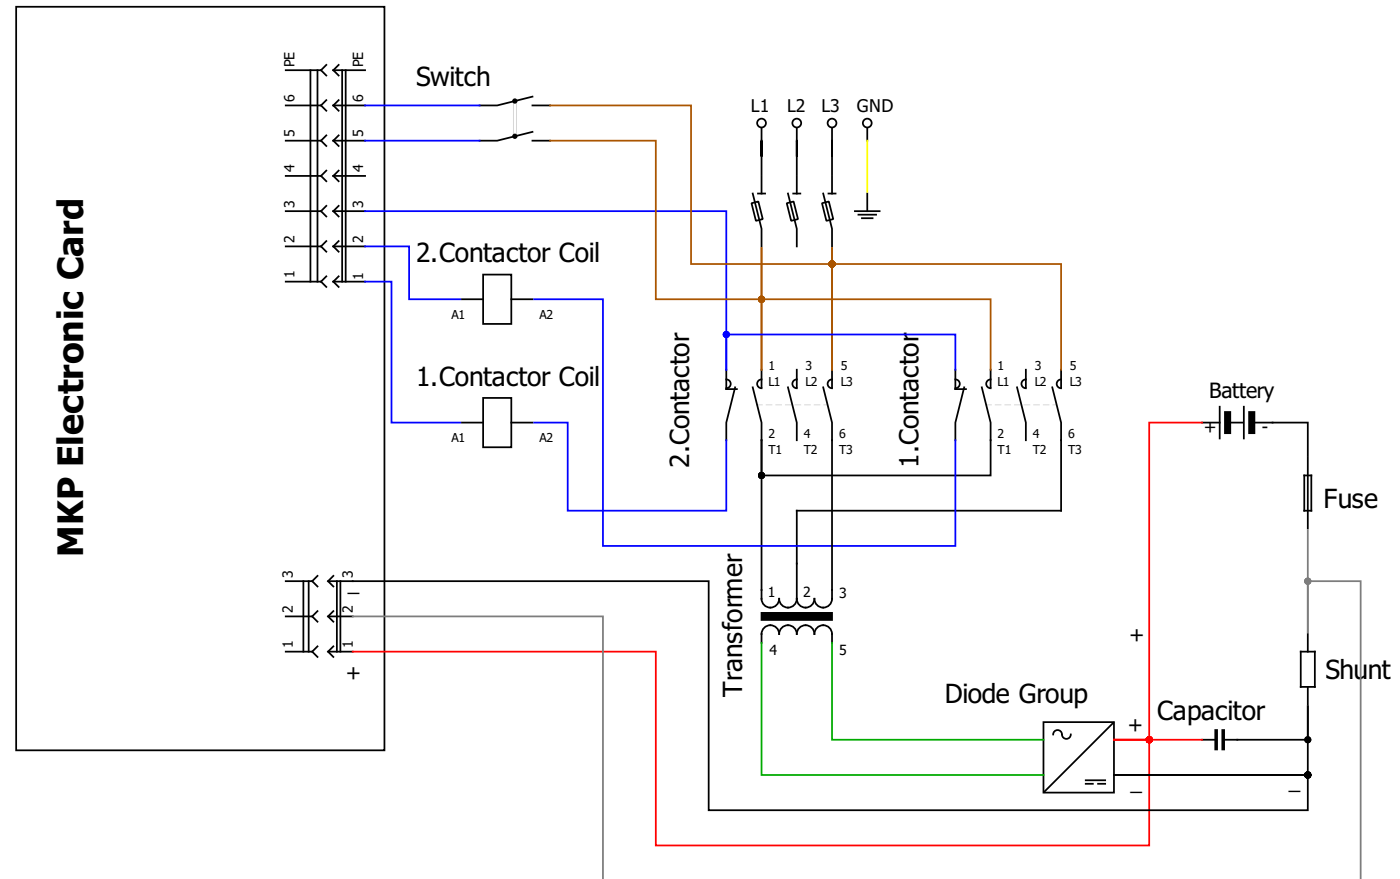 MKP Electronic Card
PE PE
6 6
5 5
4 4
3 3
2 2
1 1
Switch
L1 L2 L3 GND
2.Contactor Coil
A1 A2
1.Contactor Coil
A1 A2
2.Contactor
1 3 5
L1 L2 L3
2 4 6
T1 T2 T3
1.Contactor
1 3 5
L1 L2 L3
2 4 6
T1 T2 T3
Battery
+ -
Fuse
Shunt
Transformer
1 2 3
4 5
3 3
–
2 2
1 1
+
+
Diode Group
+
–
Capacitor
–